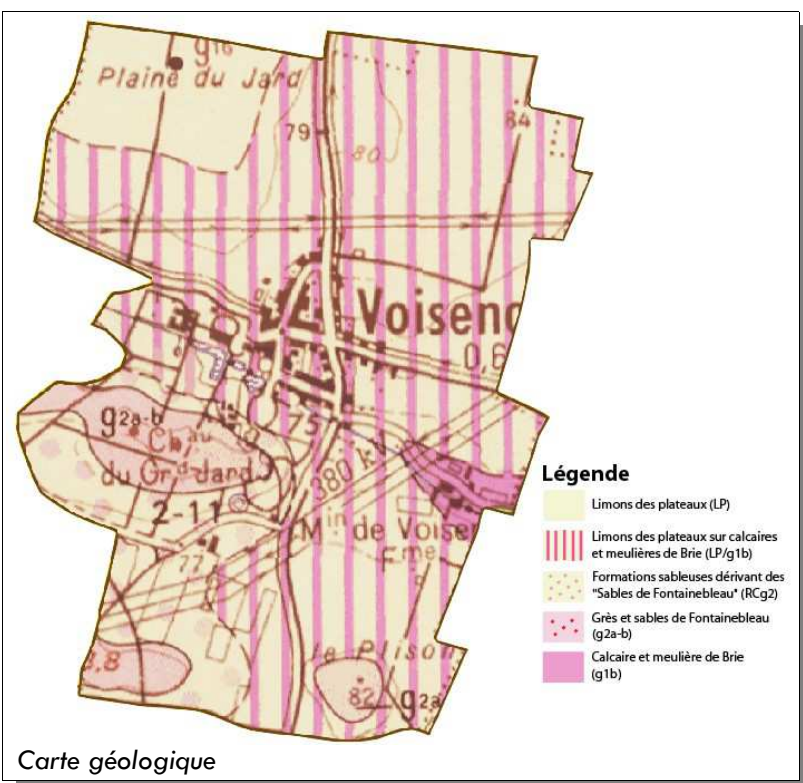 g1b
Plaine du Jard
84
79
80
Voisen
0,6
g2a-b
Chau
du Grd Jard
75
380 kV
2-11
Min de Voisen
Fme
77
le Plison
3,8
82
g2a
Légende
Limons des plateaux (LP)
Limons des plateaux sur calcaires
et meulières de Brie (LP/g1b)
Formations sableuses dérivant des
"Sables de Fontainebleau" (RCg2)
Grès et sables de Fontainebleau
(g2a-b)
Calcaire et meulière de Brie
(g1b)
Carte géologique